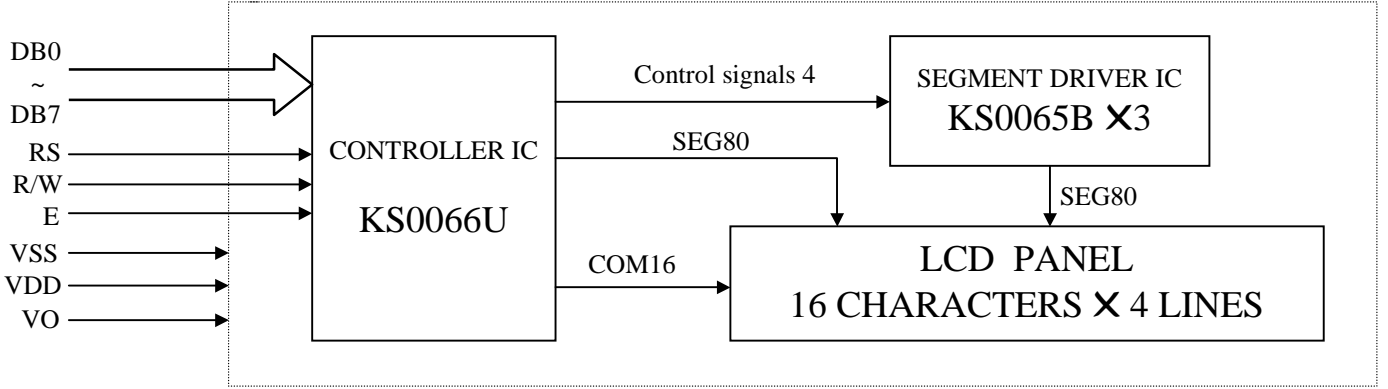 DB0
~
DB7
RS
R/W
E
VSS
VDD
VO
CONTROLLER IC
KS0066U
Control signals 4
SEG80
COM16
SEGMENT DRIVER IC
KS0065B ×3
SEG80
LCD PANEL
16 CHARACTERS × 4 LINES